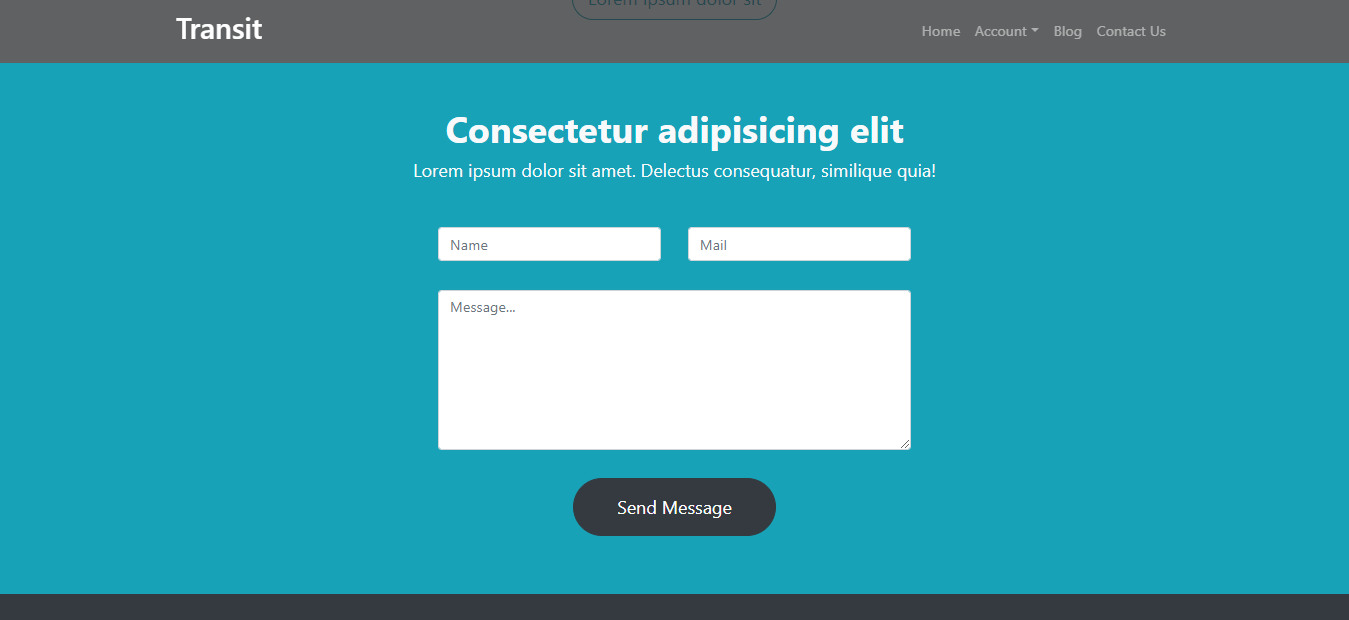 Lorem ipsum dolor sit
Transit
Home Account Blog Contact Us
Consectetur adipisicing elit
Lorem ipsum dolor sit amet. Delectus consequatur, similique quia!
Name Mail
Message...
Send Message